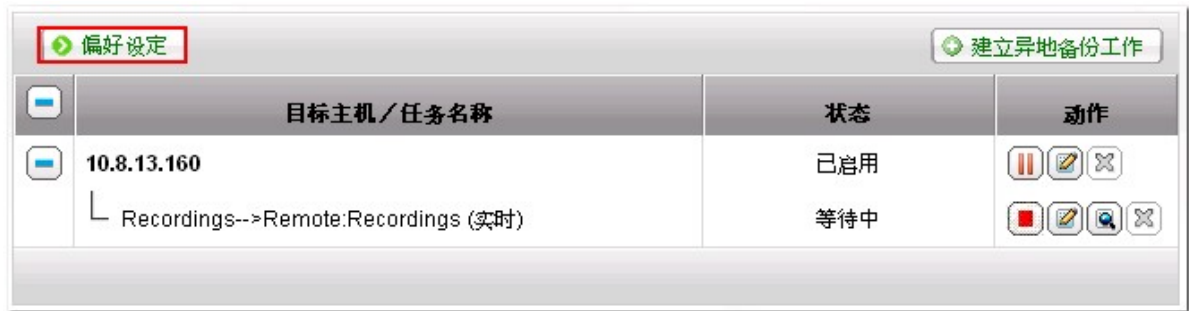 偏好设定
建立异地备份工作
目标主机／任务名称 状态 动作
10.8.13.160 已启用
Recordings-->Remote:Recordings (实时) 等待中